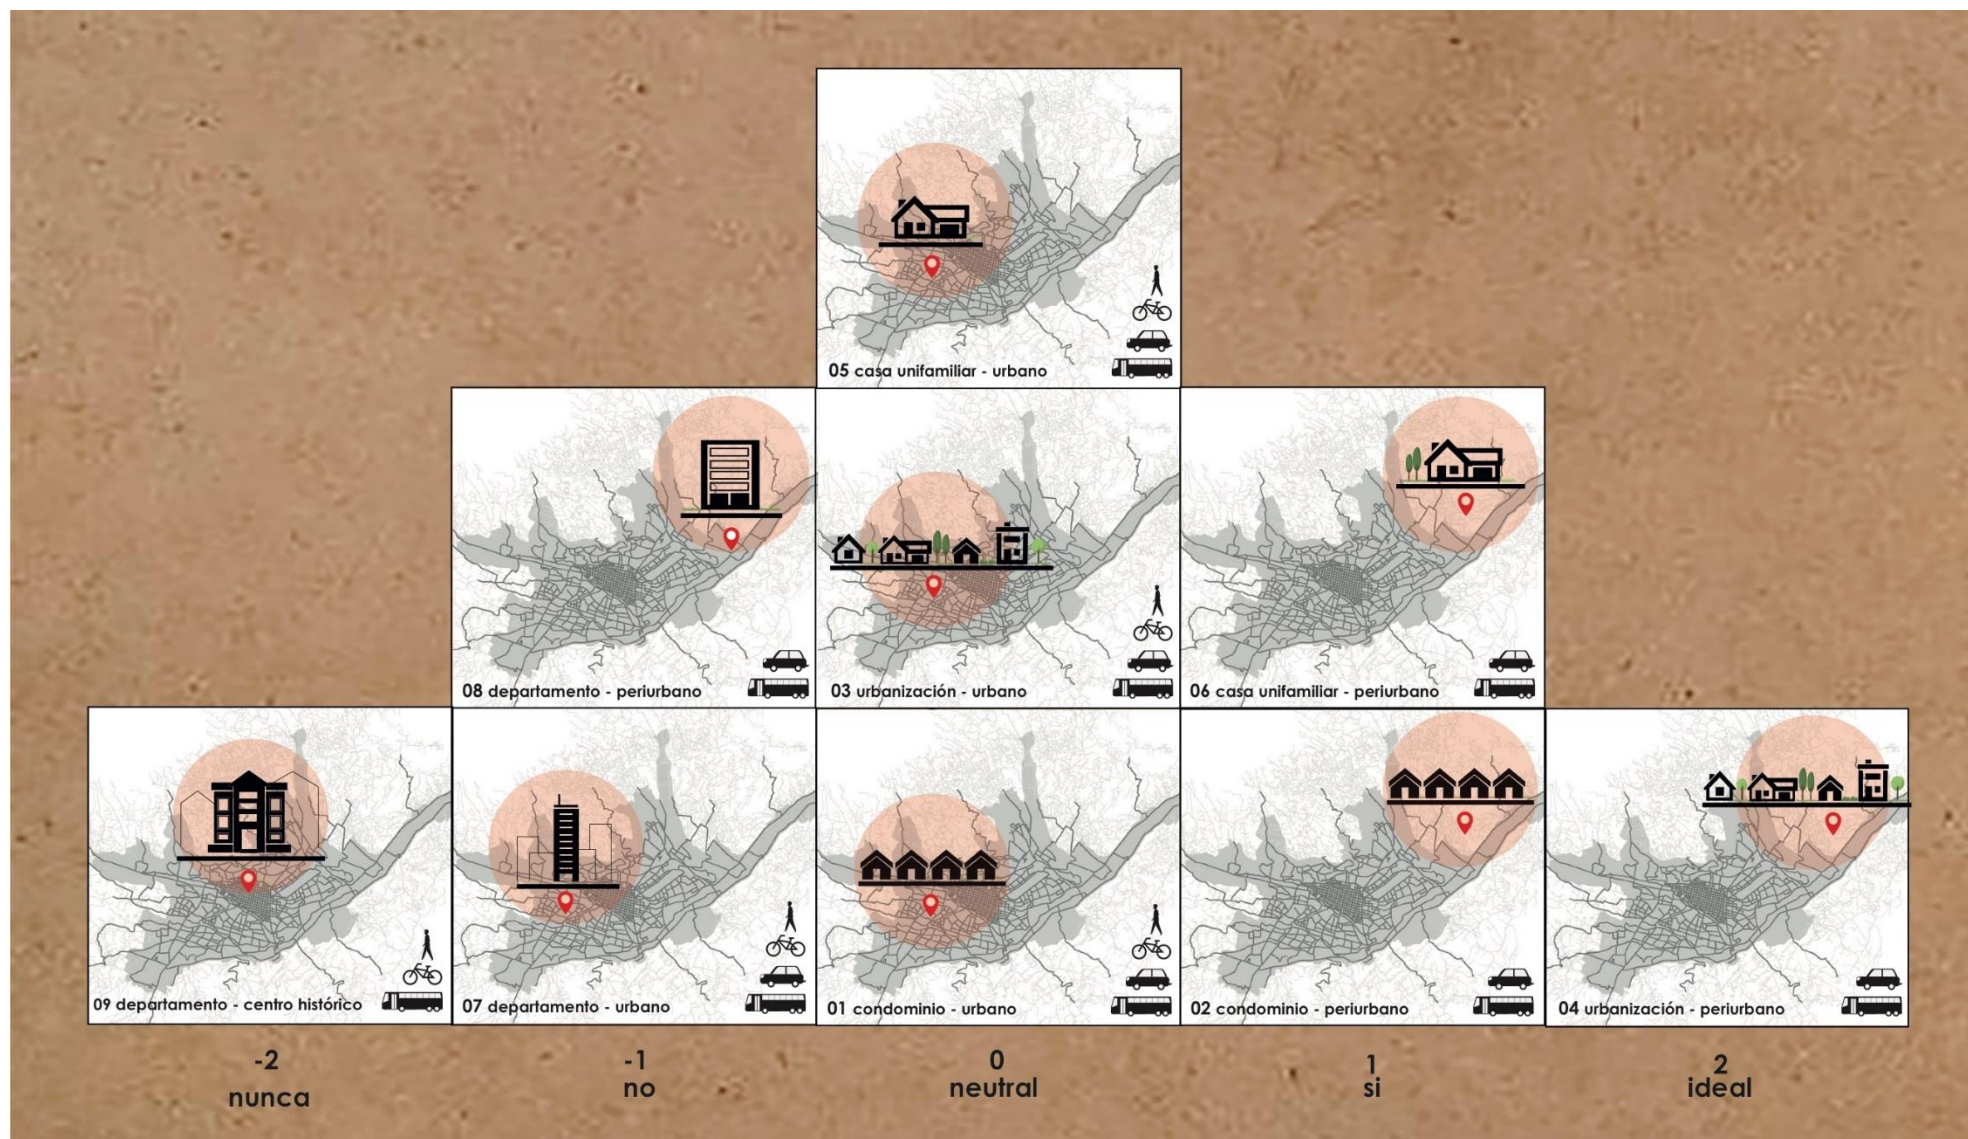 05 casa unifamiliar - urbano
08 departamento - periurbano
03 urbanización - urbano
06 casa unifamiliar - periurbano
09 departamento - centro histórico
07 departamento - urbano
01 condominio - urbano
02 condominio - periurbano
04 urbanización - periurbano
-2
nunca
-1
no
0
neutral
1
si
2
ideal